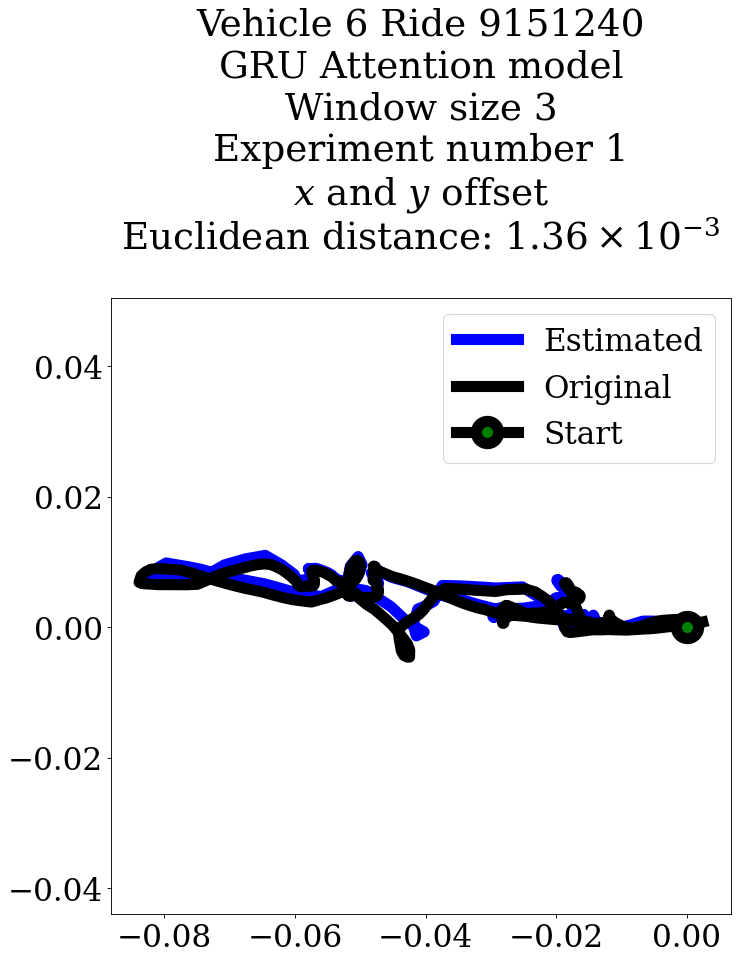 Vehicle 6 Ride 9151240
GRU Attention model
Window size 3
Experiment number 1
x and y offset
Euclidean distance: 1.36 × 10⁻³
Estimated
Original
Start
0.04
0.02
0.00
−0.02
−0.04
−0.08 −0.06 −0.04 −0.02 0.00